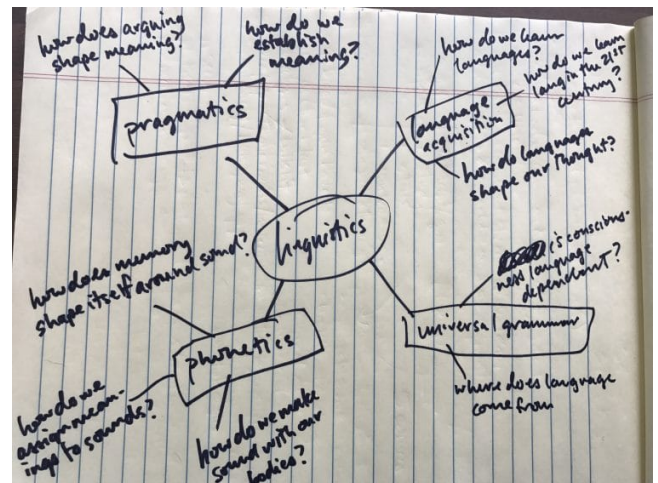 how does arguing
shape meaning?
how do we
establish
meaning?
pragmatics
how do we learn
languages?
how do we learn
lang in the 21st
century?
language
acquisition
how do languages
shape our thought?
linguistics
how does memory
shape itself around sound?
phonetics
how do we
assign mean-
ings to sounds?
how do we make
sound with our
bodies?
is conscious-
ness language
dependant?
universal grammar
where does language
come from